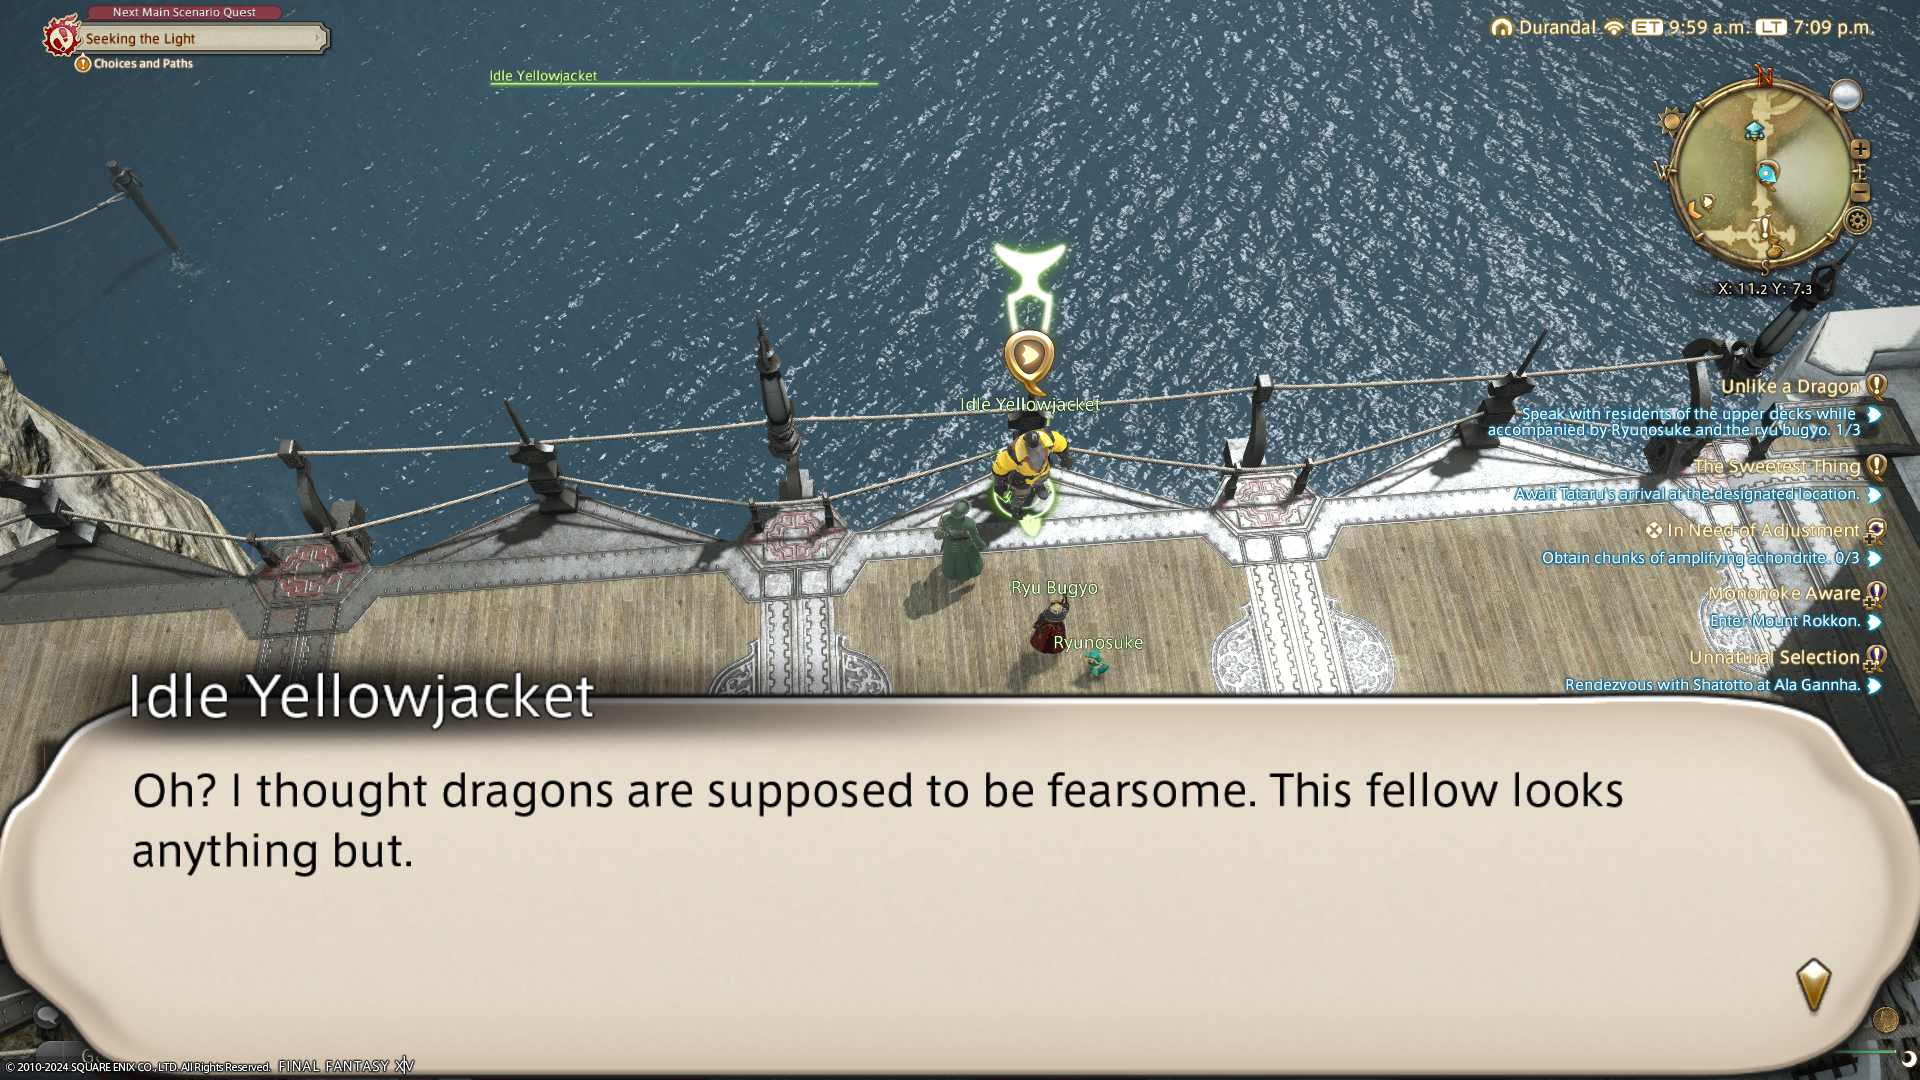 Next Main Scenario Quest
Seeking the Light
Choices and Paths
Idle Yellowjacket
Durandal ET 9:59 a.m. LT 7:09 p.m.
N
W
E
S
X: 11.2 Y: 7.3
Idle Yellowjacket
Ryu Bugyo
Ryunosuke
Unlike a Dragon
Speak with residents of the upper decks while
accompanied by Ryunosuke and the ryu bugyo. 1/3
The Sweetest Thing
Await Tataru's arrival at the designated location.
In Need of Adjustment
Obtain chunks of amplifying achondrite. 0/3
Mononoke Aware
Enter Mount Rokkon.
Unnatural Selection
Rendezvous with Shatotto at Ala Gannha.
Idle Yellowjacket
Oh? I thought dragons are supposed to be fearsome. This fellow looks
anything but.
© 2010-2024 SQUARE ENIX CO., LTD. All Rights Reserved. FINAL FANTASY XIV